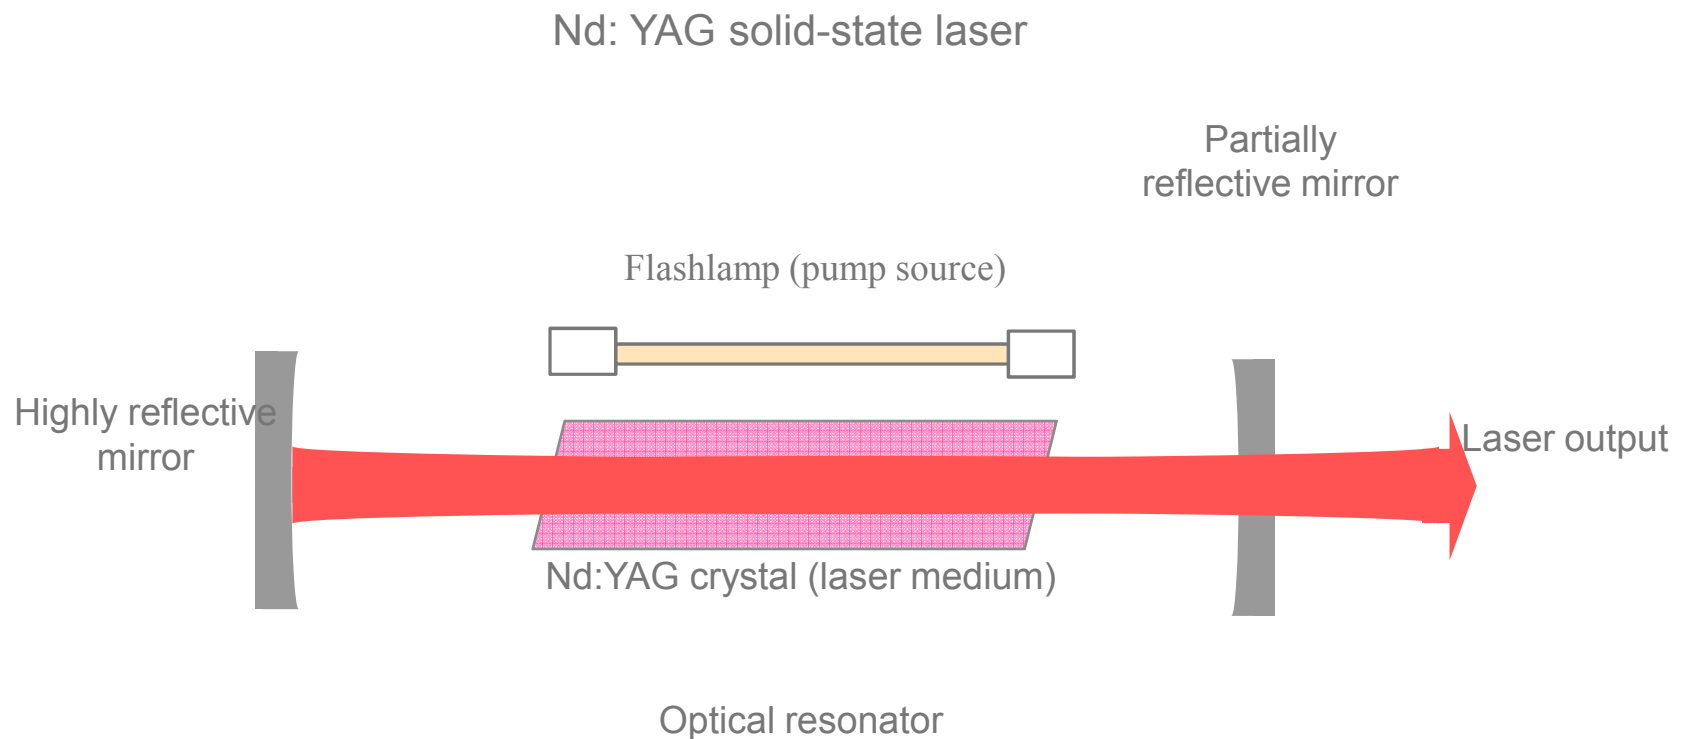 Nd: YAG solid-state laser
Partially
reflective mirror
Flashlamp (pump source)
Highly reflective
mirror
Laser output
Nd:YAG crystal (laser medium)
Optical resonator